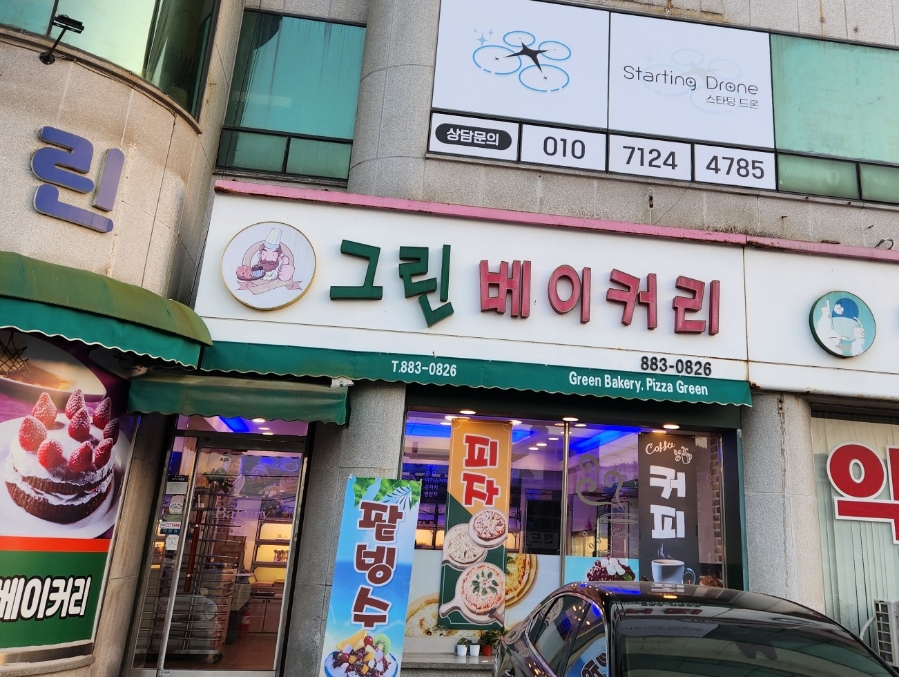 Starting Drone
스타팅 드론
상담문의 010 7124 4785
린
그린 베이커리
T.883-0826
883-0826
Green Bakery. Pizza Green
피자
Coffee
커피
팥빙수
베이커리